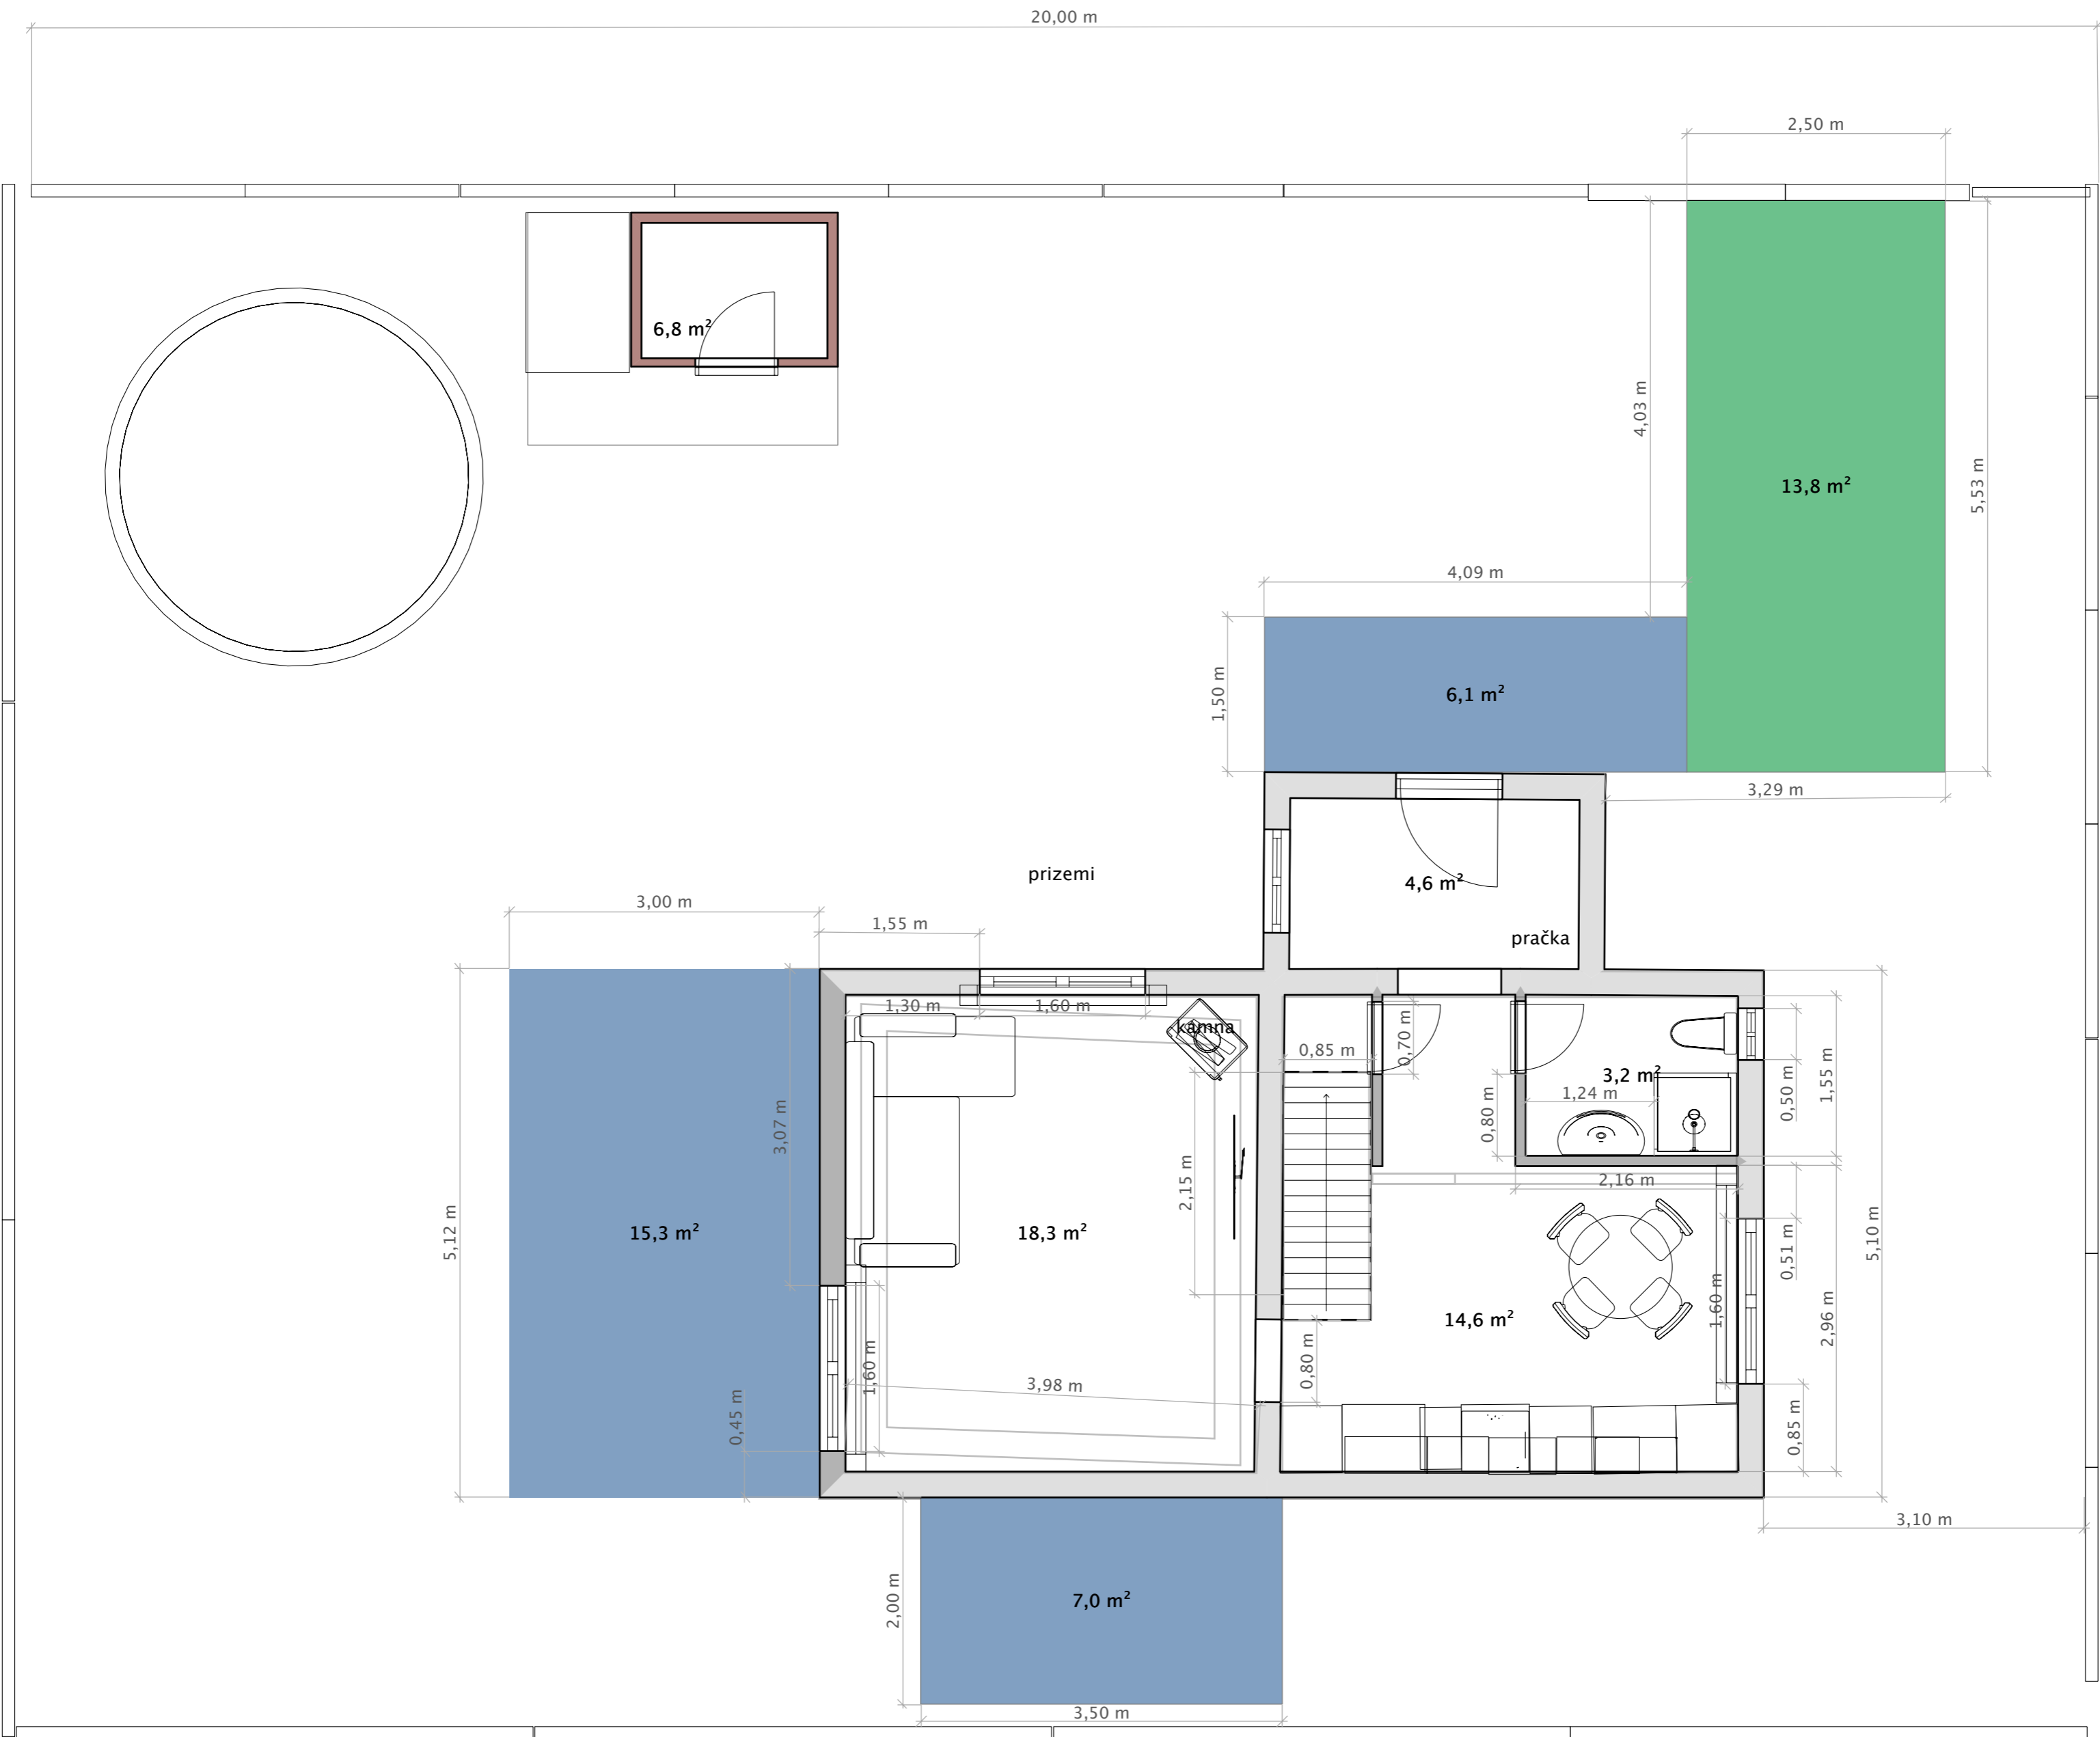 20,00 m
2,50 m
6,8 m²
4,03 m
13,8 m²
5,53 m
4,09 m
1,50 m
6,1 m²
3,29 m
prizemi
4,6 m²
pračka
3,00 m
1,55 m
1,30 m
1,60 m
kamna
0,85 m
0,70 m
3,2 m²
1,24 m
0,80 m
0,50 m
1,55 m
3,07 m
2,15 m
2,16 m
5,12 m
15,3 m²
18,3 m²
14,6 m²
1,60 m
0,51 m
5,10 m
2,96 m
1,60 m
3,98 m
0,80 m
0,45 m
0,85 m
3,10 m
2,00 m
7,0 m²
3,50 m